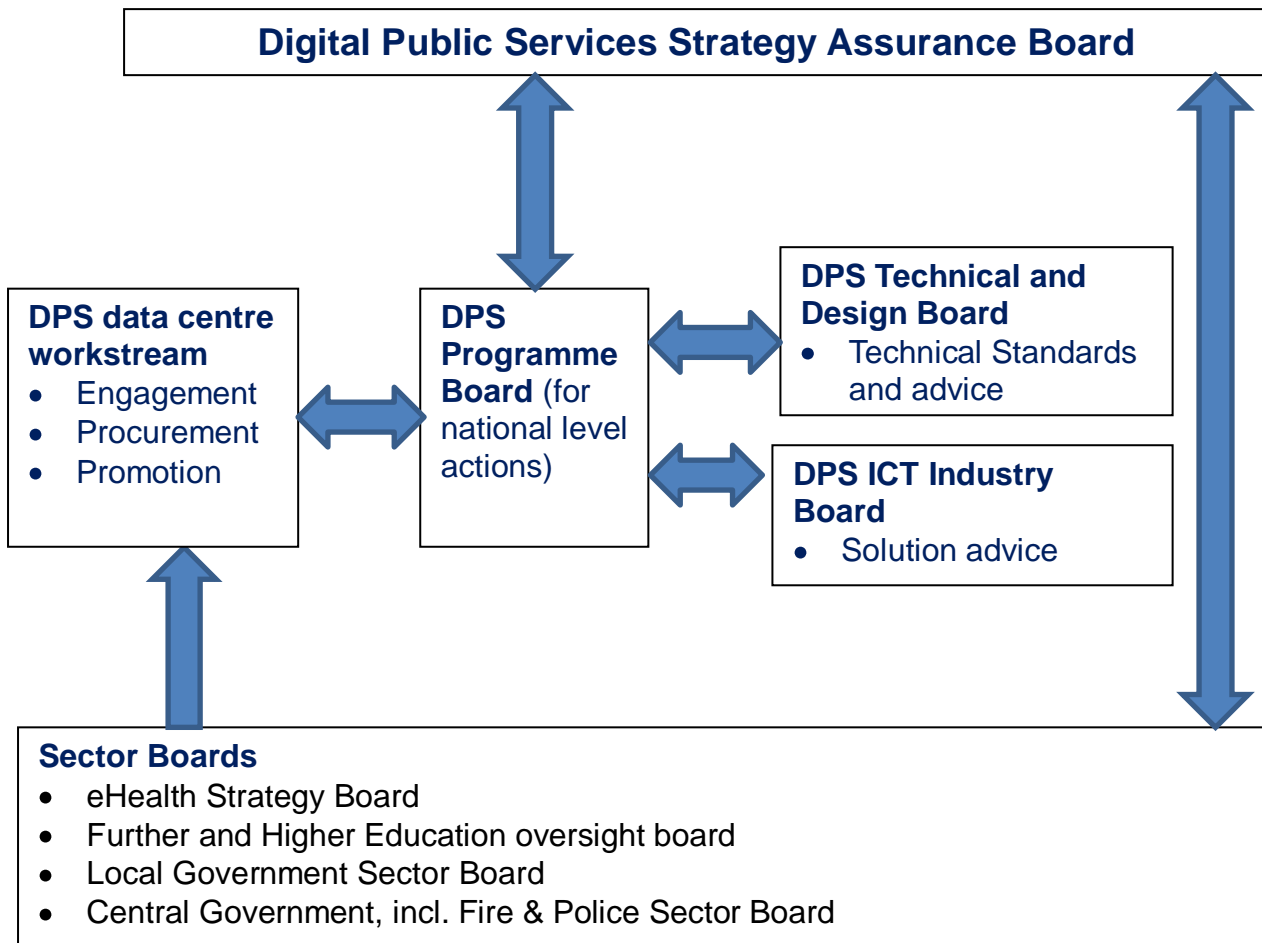 Digital Public Services Strategy Assurance Board
DPS data centre
workstream
• Engagement
• Procurement
• Promotion
DPS
Programme
Board (for
national level
actions)
DPS Technical and
Design Board
• Technical Standards
and advice
DPS ICT Industry
Board
• Solution advice
Sector Boards
• eHealth Strategy Board
• Further and Higher Education oversight board
• Local Government Sector Board
• Central Government, incl. Fire & Police Sector Board